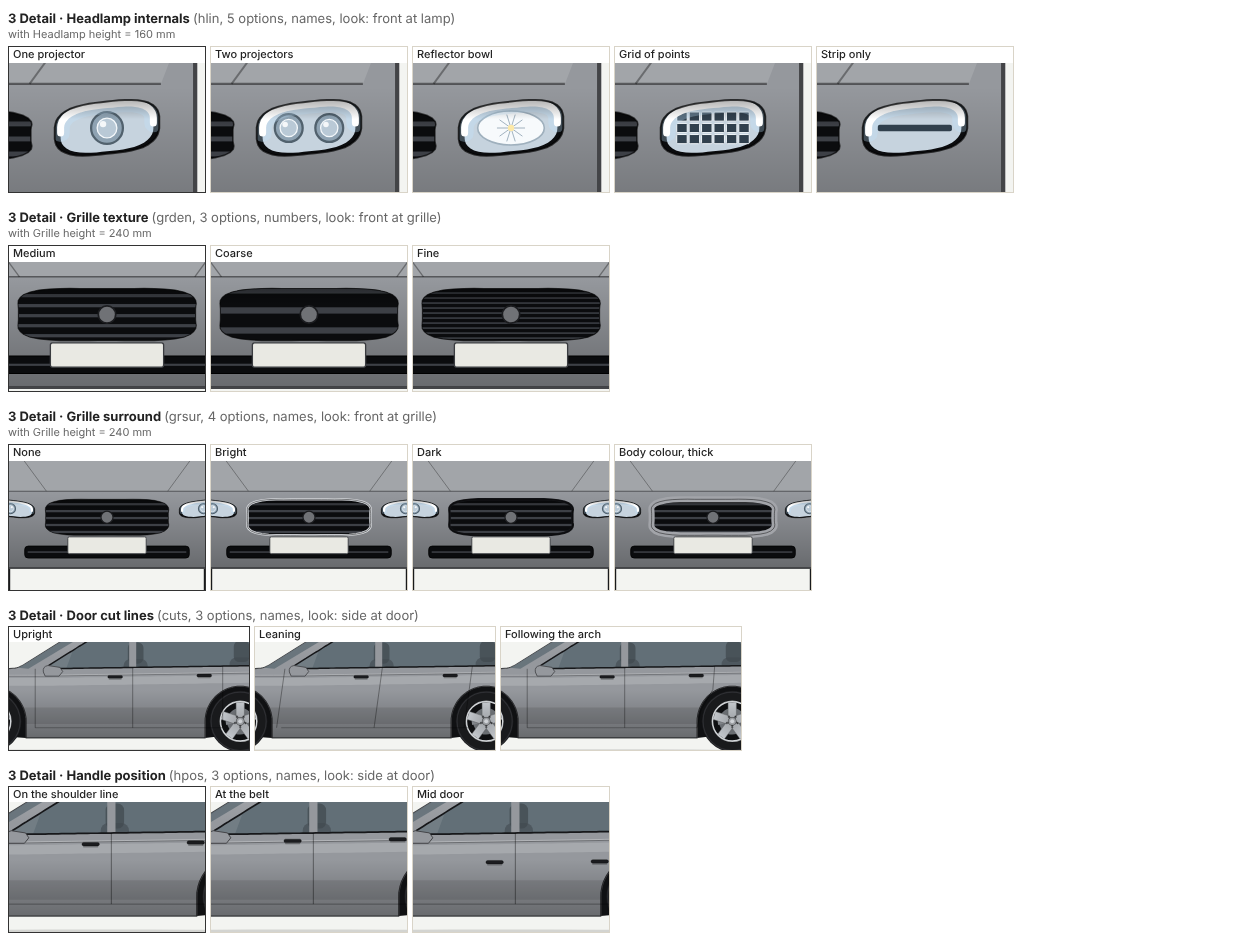 3 Detail · Headlamp internals (hlin, 5 options, names, look: front at lamp)
with Headlamp height = 160 mm
One projector
Two projectors
Reflector bowl
Grid of points
Strip only
3 Detail · Grille texture (grden, 3 options, numbers, look: front at grille)
with Grille height = 240 mm
Medium
Coarse
Fine
3 Detail · Grille surround (grsur, 4 options, names, look: front at grille)
with Grille height = 240 mm
None
Bright
Dark
Body colour, thick
3 Detail · Door cut lines (cuts, 3 options, names, look: side at door)
Upright
Leaning
Following the arch
3 Detail · Handle position (hpos, 3 options, names, look: side at door)
On the shoulder line
At the belt
Mid door